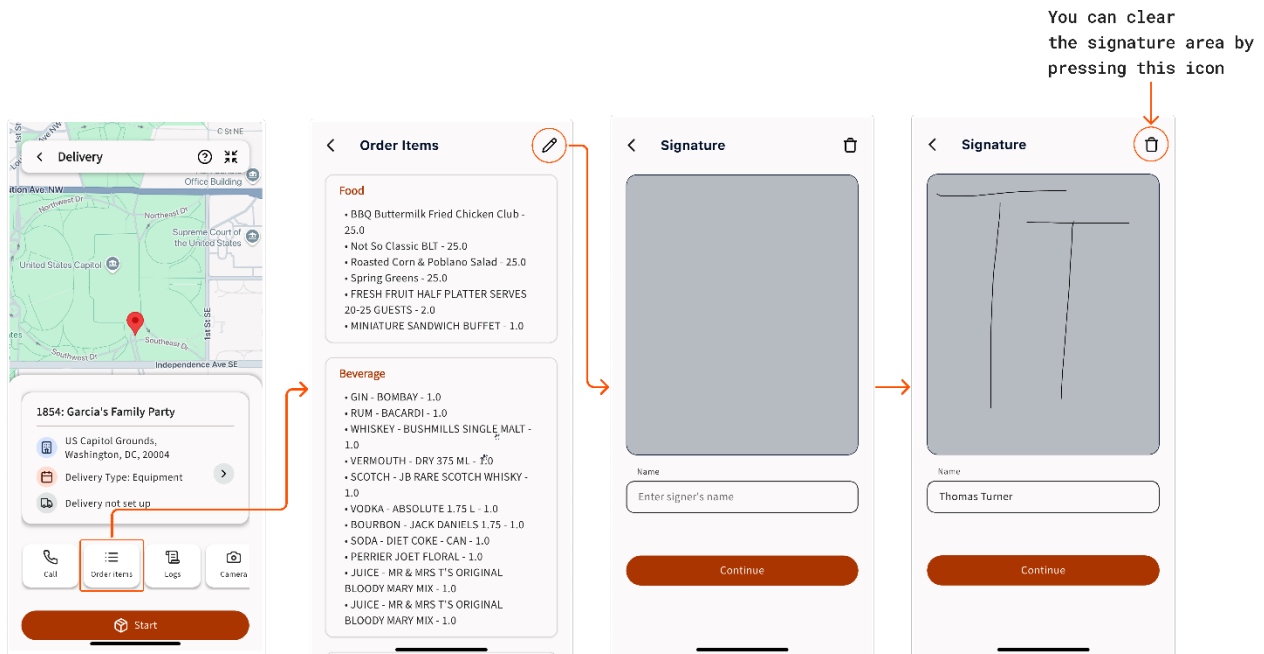 You can clear
the signature area by
pressing this icon
C St NE
Delivery
Office Building
ition Ave NW
Northwest Dr
Northeast Dr
Supreme Court of
the United States
United States Capitol
1st St SE
Southeast Dr
Southwest Dr
Independence Ave SE
1854: Garcia's Family Party
US Capitol Grounds,
Washington, DC, 20004
Delivery Type: Equipment
Delivery not set up
Call
Order items
Logs
Camera
Start
Order Items
Food
• BBQ Buttermilk Fried Chicken Club -
25.0
• Not So Classic BLT - 25.0
• Roasted Corn & Poblano Salad - 25.0
• Spring Greens - 25.0
• FRESH FRUIT HALF PLATTER SERVES
20-25 GUESTS - 2.0
• MINIATURE SANDWICH BUFFET - 1.0
Beverage
• GIN - BOMBAY - 1.0
• RUM - BACARDI - 1.0
• WHISKEY - BUSHMILLS SINGLE MALT -
1.0
• VERMOUTH - DRY 375 ML - 1.0
• SCOTCH - JB RARE SCOTCH WHISKY -
1.0
• VODKA - ABSOLUTE 1.75 L - 1.0
• BOURBON - JACK DANIELS 1.75 - 1.0
• SODA - DIET COKE - CAN - 1.0
• PERRIER JOET FLORAL - 1.0
• JUICE - MR & MRS T'S ORIGINAL
BLOODY MARY MIX - 1.0
• JUICE - MR & MRS T'S ORIGINAL
BLOODY MARY MIX - 1.0
Signature
Name
Enter signer's name
Continue
Signature
TT
Name
Thomas Turner
Continue